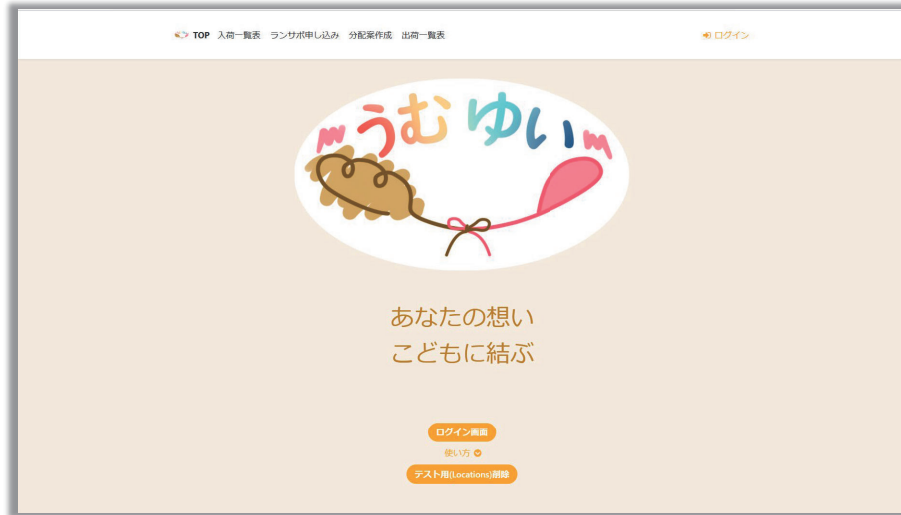 TOP 入荷一覧表 ランサポ申し込み 分配案作成 出荷一覧表 ログイン
うむゆい
あなたの想い
こどもに結ぶ
ログイン画面
使い方
テスト用(Locations)削除